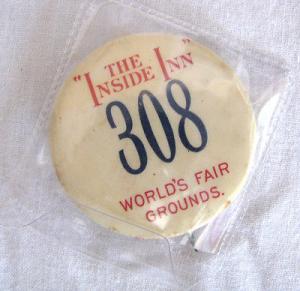 THE
"INSIDE INN"
308
WORLD'S FAIR
GROUNDS.